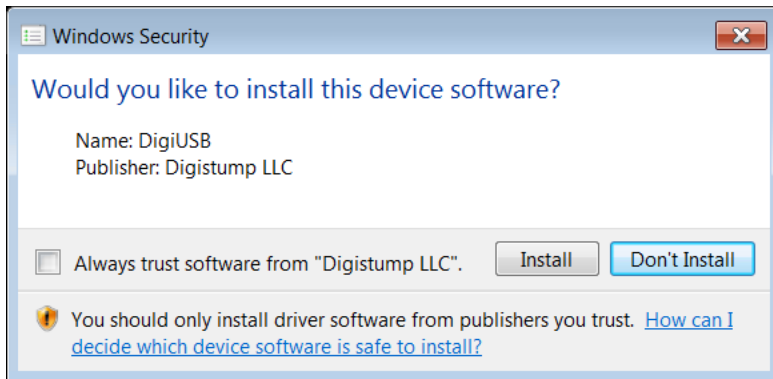 Windows Security
Would you like to install this device software?
Name: DigiUSB
Publisher: Digistump LLC
Always trust software from "Digistump LLC".
Install
Don't Install
You should only install driver software from publishers you trust. How can I
decide which device software is safe to install?